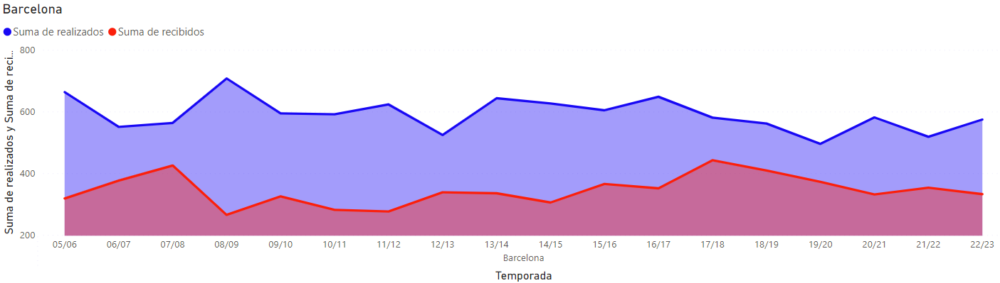 Barcelona
Suma de realizados Suma de recibidos
Suma de realizados y Suma de reci...
800
600
400
200
05/06 06/07 07/08 08/09 09/10 10/11 11/12 12/13 13/14 14/15 15/16 16/17 17/18 18/19 19/20 20/21 21/22 22/23
Barcelona
Temporada